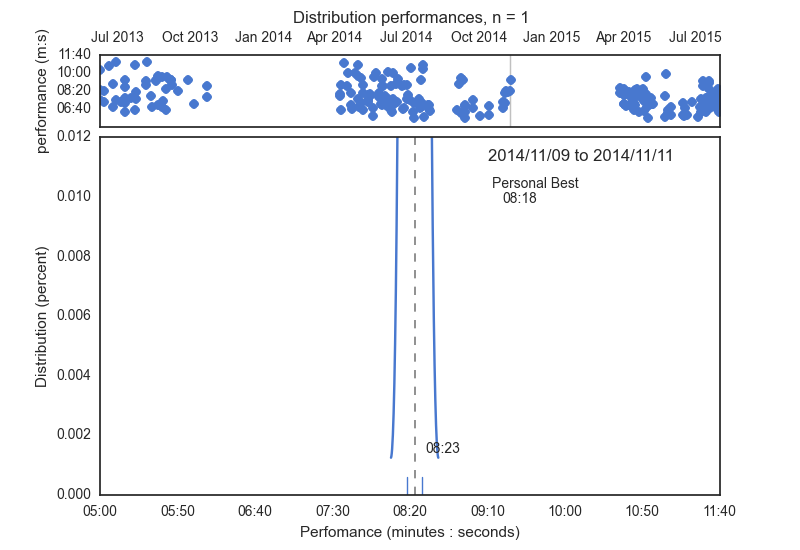 Distribution performances, n = 1
Jul 2013 Oct 2013 Jan 2014 Apr 2014 Jul 2014 Oct 2014 Jan 2015 Apr 2015 Jul 2015
performance (m:s)
11:40
10:00
08:20
06:40
0.012
2014/11/09 to 2014/11/11
Personal Best
08:18
0.010
0.008
0.006
0.004
0.002
0.000
Distribution (percent)
08:23
05:00 05:50 06:40 07:30 08:20 09:10 10:00 10:50 11:40
Perfomance (minutes : seconds)